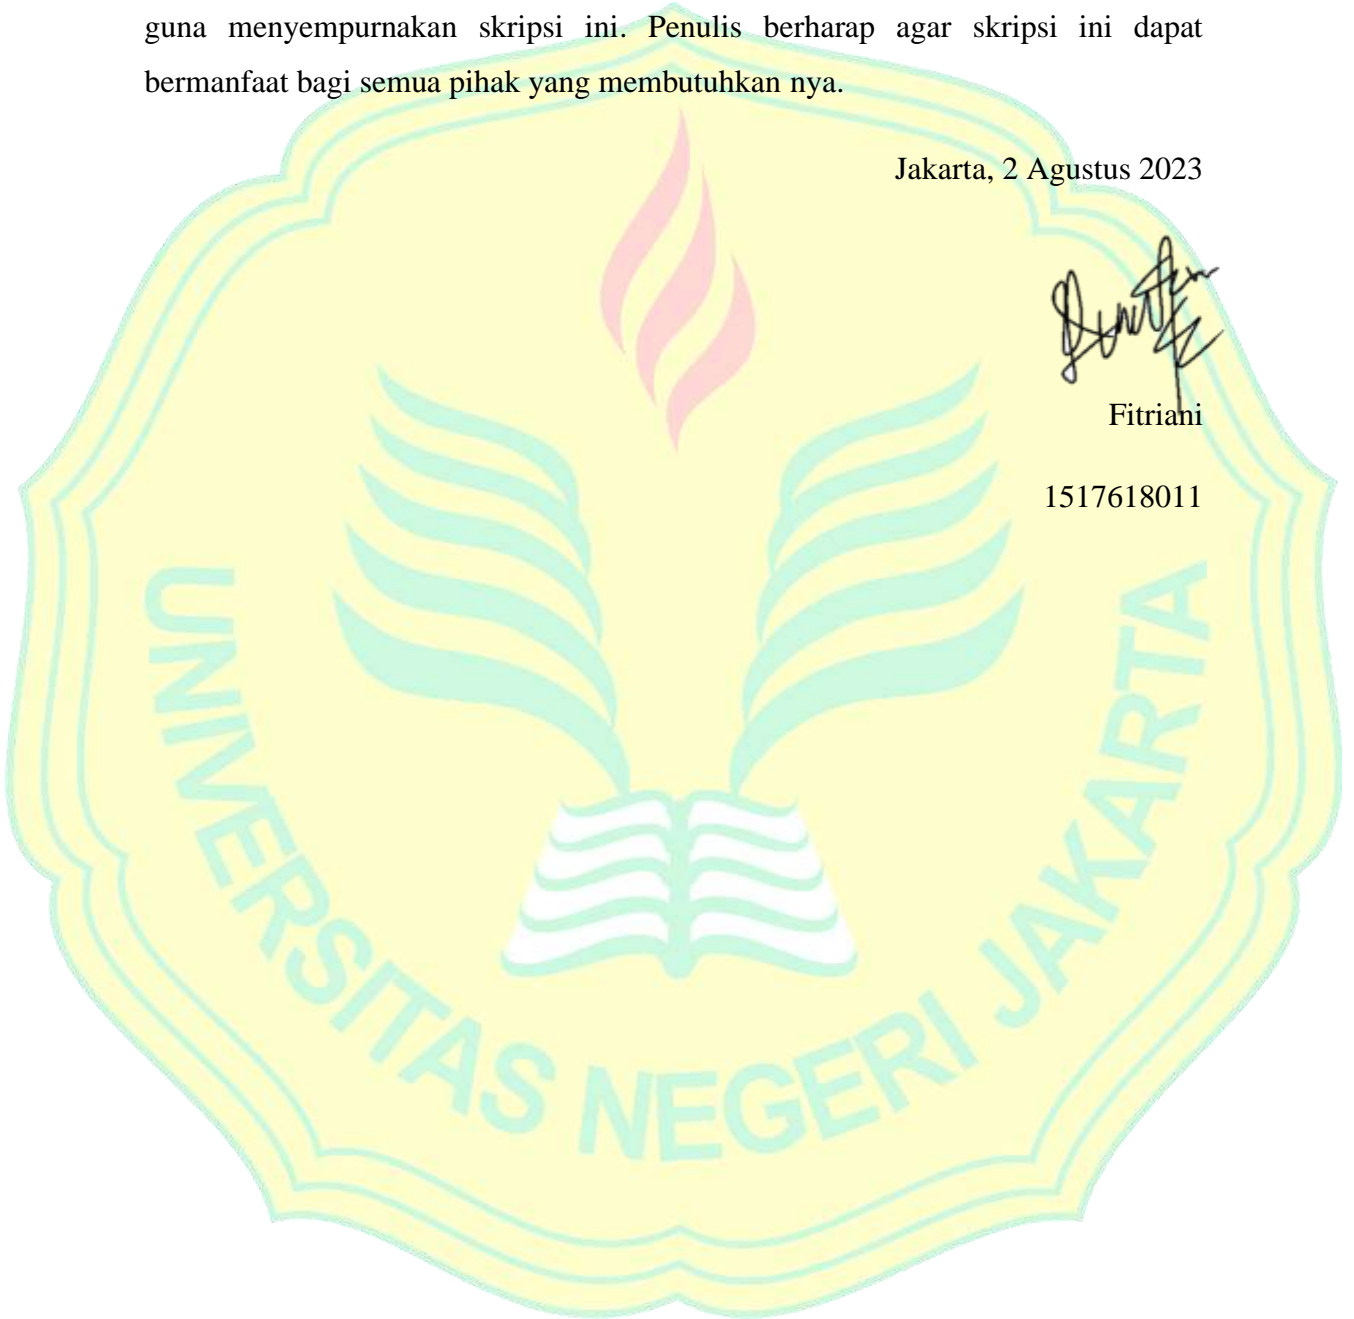 guna menyempurnakan skripsi ini. Penulis berharap agar skripsi ini dapat
bermanfaat bagi semua pihak yang membutuhkan nya.
Jakarta, 2 Agustus 2023
Fitriani
1517618011
UNIVERSITAS NEGERI JAKARTA